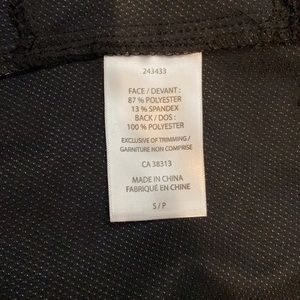 243433
FACE / DEVANT :
87 % POLYESTER
13 % SPANDEX
BACK / DOS :
100 % POLYESTER
EXCLUSIVE OF TRIMMING /
GARNITURE NON COMPRISE
CA 38313
MADE IN CHINA
FABRIQUÉ EN CHINE
S / P